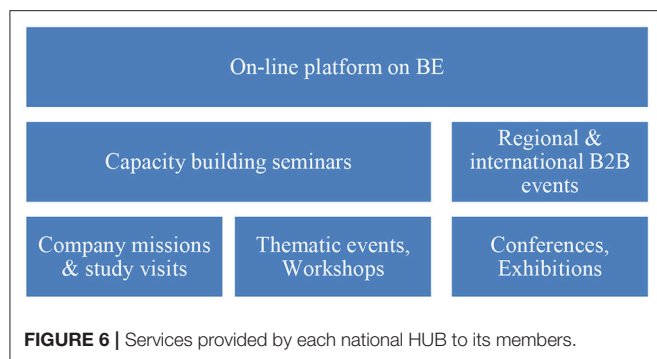 On-line platform on BE
Capacity building seminars
Regional &
international B2B
events
Company missions
& study visits
Thematic events,
Workshops
Conferences,
Exhibitions
FIGURE 6 | Services provided by each national HUB to its members.